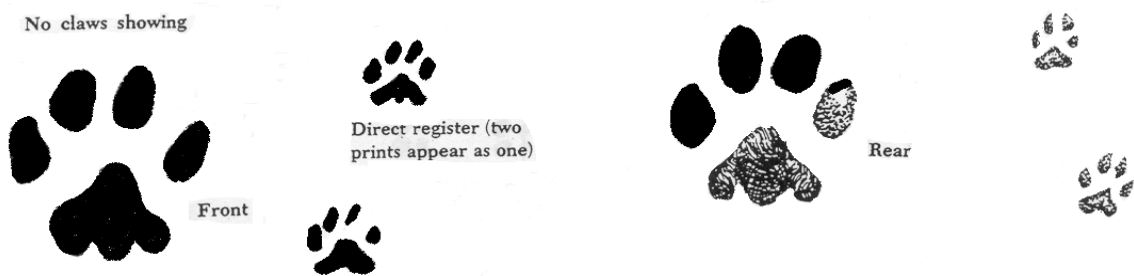 No claws showing
Direct register (two
prints appear as one)
Rear
Front